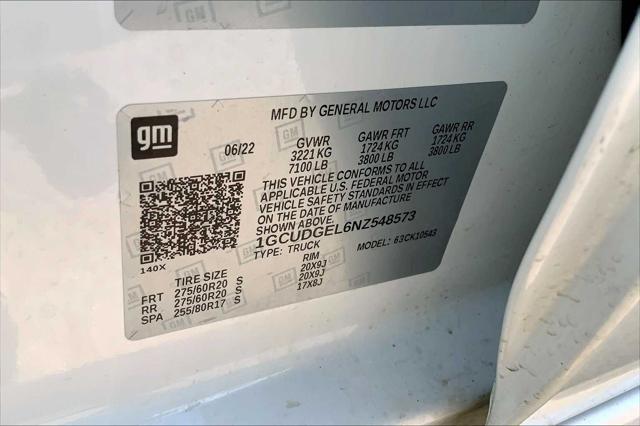 MFD BY GENERAL MOTORS LLC
gm
06/22 GVWR GAWR FRT GAWR RR
3221 KG 1724 KG 1724 KG
7100 LB 3800 LB 3800 LB
THIS VEHICLE CONFORMS TO ALL
APPLICABLE U.S. FEDERAL MOTOR
VEHICLE SAFETY STANDARDS IN EFFECT
ON THE DATE OF MANUFACTURE
SHOWN ABOVE.
1GCUDGEL6NZ548573
TYPE: TRUCK MODEL: 63CK10543
140X
TIRE SIZE RIM
FRT 275/60R20 S 20X9J
RR 275/60R20 S 20X9J
SPA 255/80R17 S 17X8J